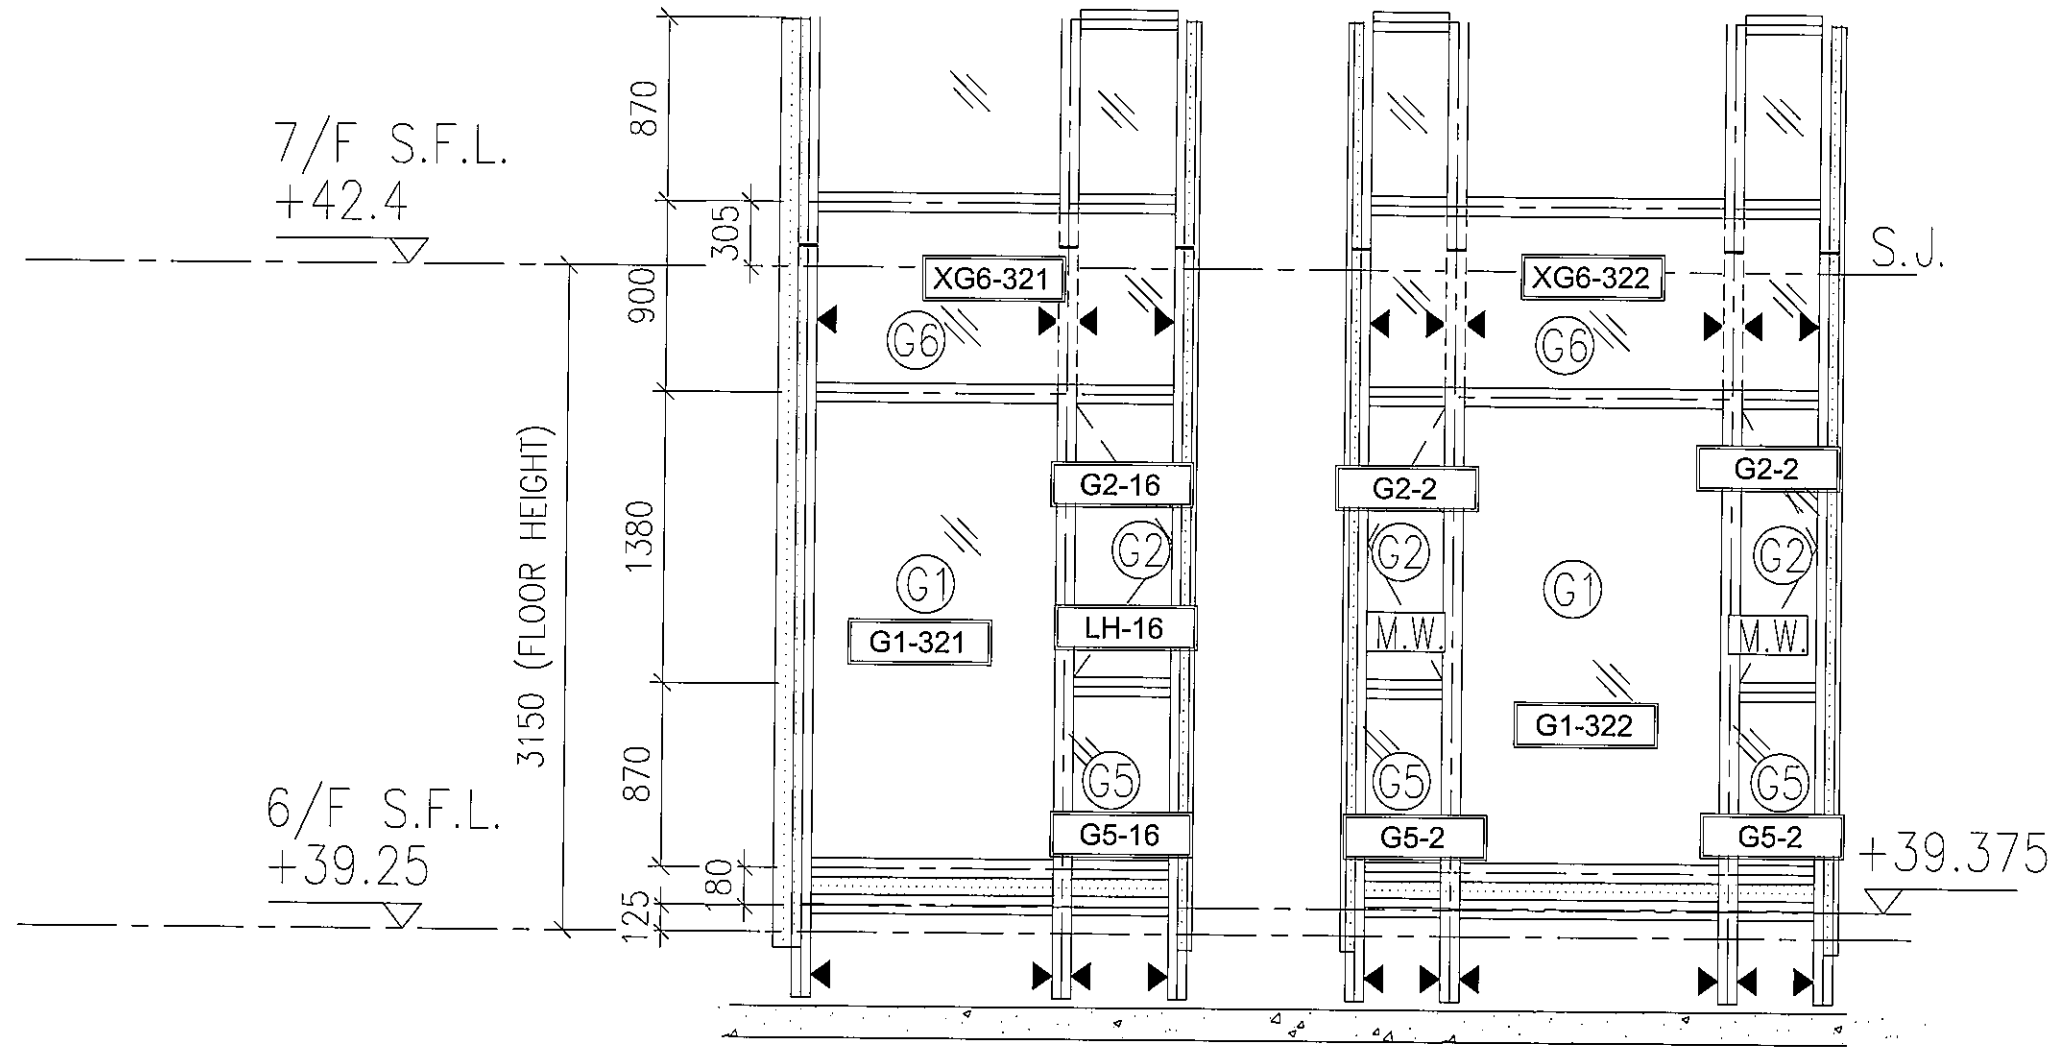 870
7/F S.F.L.
+42.4
305
S.J.
XG6-321
XG6-322
900
G6
G6
3150 (FLOOR HEIGHT)
G2-16
G2-2
G2-2
1380
G2
G2
G2
G1
G1
LH-16
M.W.
M.W.
G1-321
G1-322
870
G5
G5
G5
6/F S.F.L.
+39.25
G5-16
G5-2
G5-2
+39.375
180
125